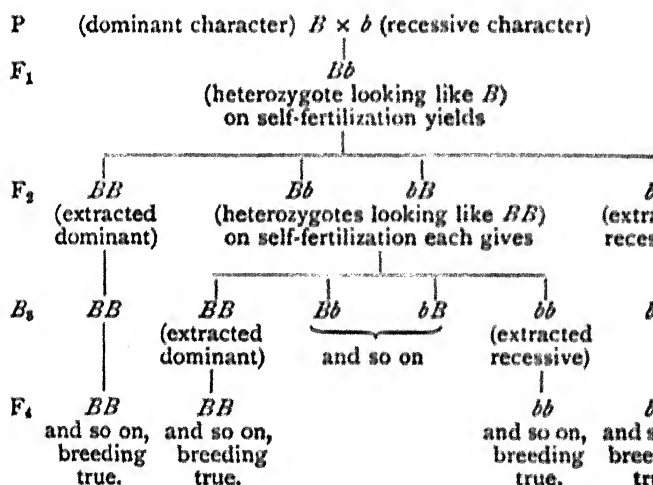 P (dominant character) B × b (recessive character)
F₁ Bb
(heterozygote looking like B)
on self-fertilization yields
F₂ BB Bb bB
(extracted (heterozygotes looking like BB)
dominant) on self-fertilization each gives
B₃ BB BB Bb bB bb
(extracted and so on (extracted
dominant) recessive)
F₄ BB BB bb
and so on, and so on, and so on,
breeding breeding breeding
true. true. true.